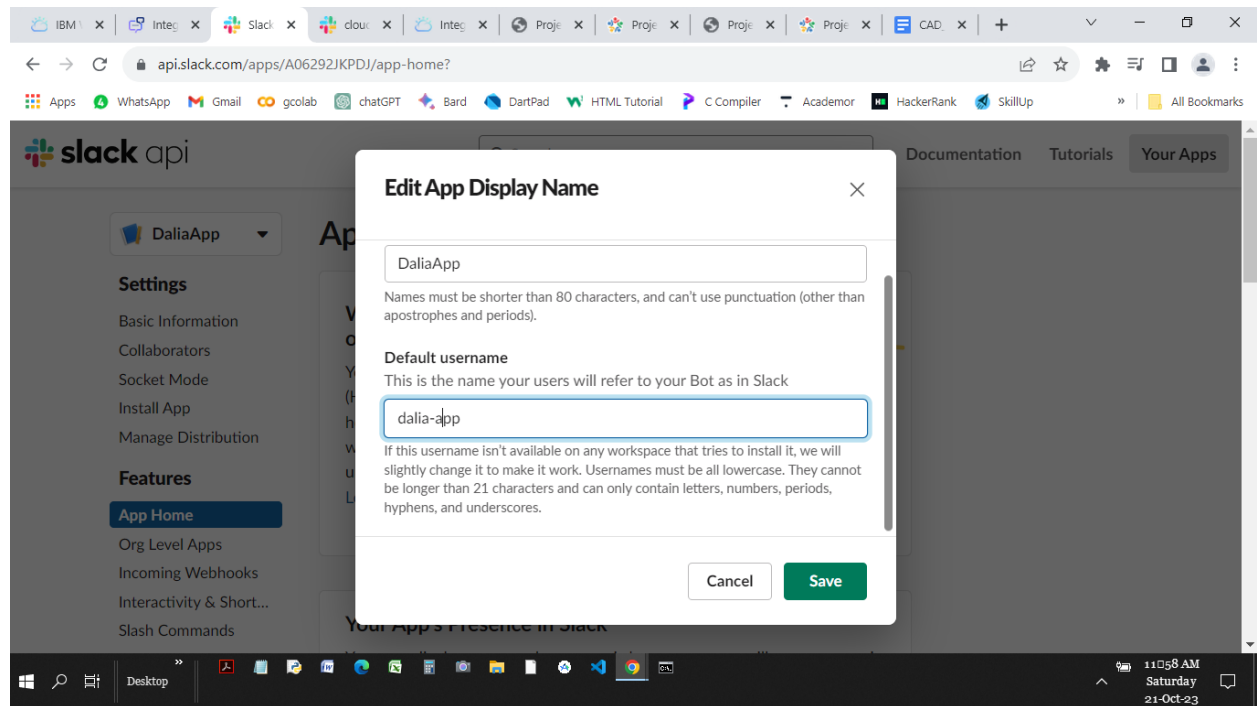 IBM
Integ
Slack
clouc
Integ
Proje
Proje
Proje
Proje
CAD_
api.slack.com/apps/A06292JKPDJ/app-home?
Apps
WhatsApp
Gmail
gcolab
chatGPT
Bard
DartPad
HTML Tutorial
C Compiler
Academor
HackerRank
SkillUp
»
All Bookmarks
slack api
Documentation
Tutorials
Your Apps
DaliaApp
Settings
Basic Information
Collaborators
Socket Mode
Install App
Manage Distribution
Features
App Home
Org Level Apps
Incoming Webhooks
Interactivity & Short...
Slash Commands
Ap
Edit App Display Name
DaliaApp
Names must be shorter than 80 characters, and can't use punctuation (other than
apostrophes and periods).
Default username
This is the name your users will refer to your Bot as in Slack
dalia-app
If this username isn't available on any workspace that tries to install it, we will
slightly change it to make it work. Usernames must be all lowercase. They cannot
be longer than 21 characters and can only contain letters, numbers, periods,
hyphens, and underscores.
Cancel
Save
Your App's Presence in Slack
Desktop
»
11□58 AM
Saturday
21-Oct-23